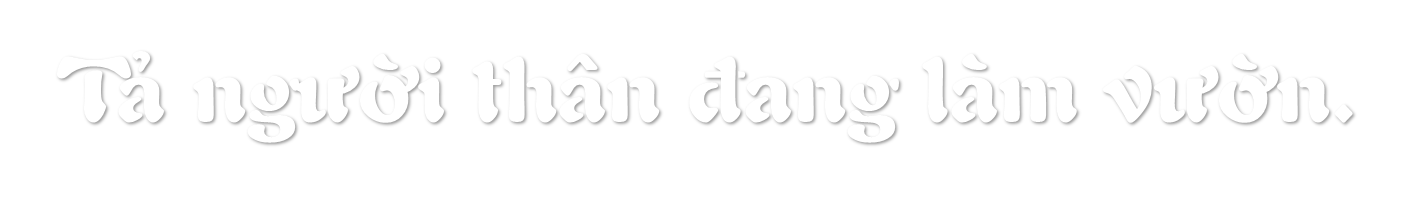 Tả người thân đang làm vườn.